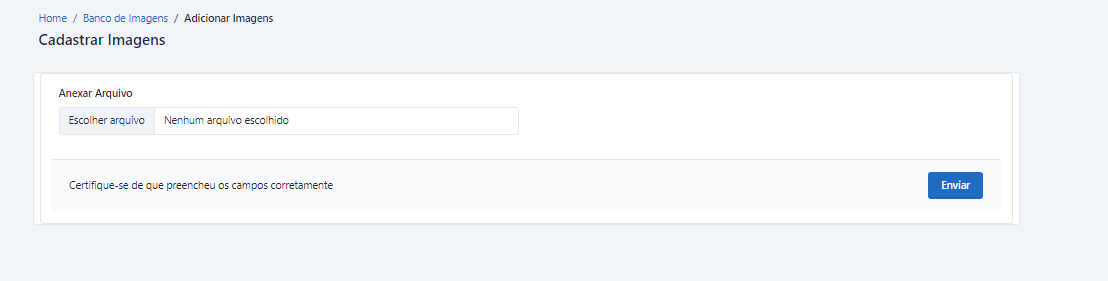 Home / Banco de Imagens / Adicionar Imagens
Cadastrar Imagens
Anexar Arquivo
Escolher arquivo Nenhum arquivo escolhido
Certifique-se de que preencheu os campos corretamente Enviar